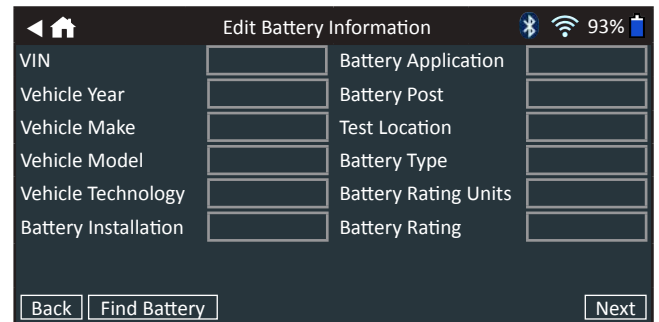 Edit Battery Information 93%
VIN Battery Application
Vehicle Year Battery Post
Vehicle Make Test Location
Vehicle Model Battery Type
Vehicle Technology Battery Rating Units
Battery Installation Battery Rating
Back Find Battery Next